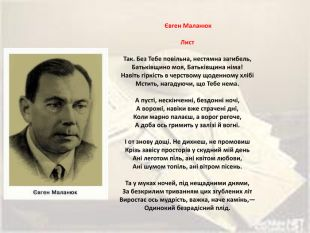 Євген Маланюк
Лист
Так. Без Тебе повільна, нестямна загибель,
Батьківщино моя, Батьківщина німа!
Навіть гіркість в черствому щоденному хлібі
Мстить, нагадуючи, що Тебе нема.
А пусті, нескінченні, бездонні ночі,
А ворожі, навіки вже страчені дні,
Коли марно палаєш, а ворог регоче,
А доба ось гримить у залізі й вогні.
І от знову дощі. Не дихнеш, не промовиш
Крізь завісу просторів у скудний мій день
Ані леготом піль, ані квітом любови,
Ані шумом топіль, ані вітром пісень.
Та у муках ночей, під нещадними днями,
За безкрилим триванням цих згублених літ
Виростає ось мудрість, важка, наче камінь,—
Одинокий безрадісний плід.
Євген Маланюк